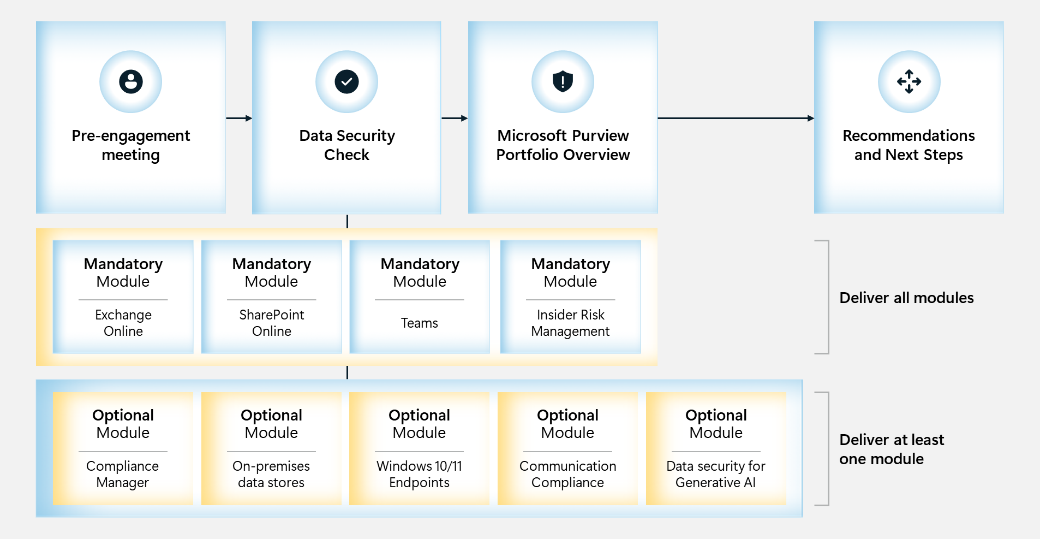 Pre-engagement
meeting
Data Security
Check
Microsoft Purview
Portfolio Overview
Recommendations
and Next Steps
Mandatory
Module
Exchange
Online
Mandatory
Module
SharePoint
Online
Mandatory
Module
Teams
Mandatory
Module
Insider Risk
Management
Deliver all modules
Optional
Module
Compliance
Manager
Optional
Module
On-premises
data stores
Optional
Module
Windows 10/11
Endpoints
Optional
Module
Communication
Compliance
Optional
Module
Data security for
Generative AI
Deliver at least
one module